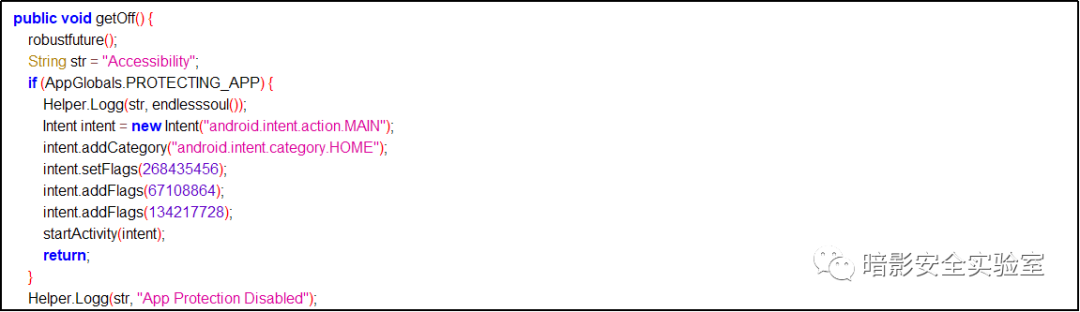 public void getOff() {
robustfuture();
String str = "Accessibility";
if (AppGlobals.PROTECTING_APP) {
Helper.Logg(str, endlesssoul());
Intent intent = new Intent("android.intent.action.MAIN");
intent.addCategory("android.intent.category.HOME");
intent.setFlags(268435456);
intent.addFlags(67108864);
intent.addFlags(134217728);
startActivity(intent);
return;
}
Helper.Logg(str, "App Protection Disabled");
暗影安全实验室